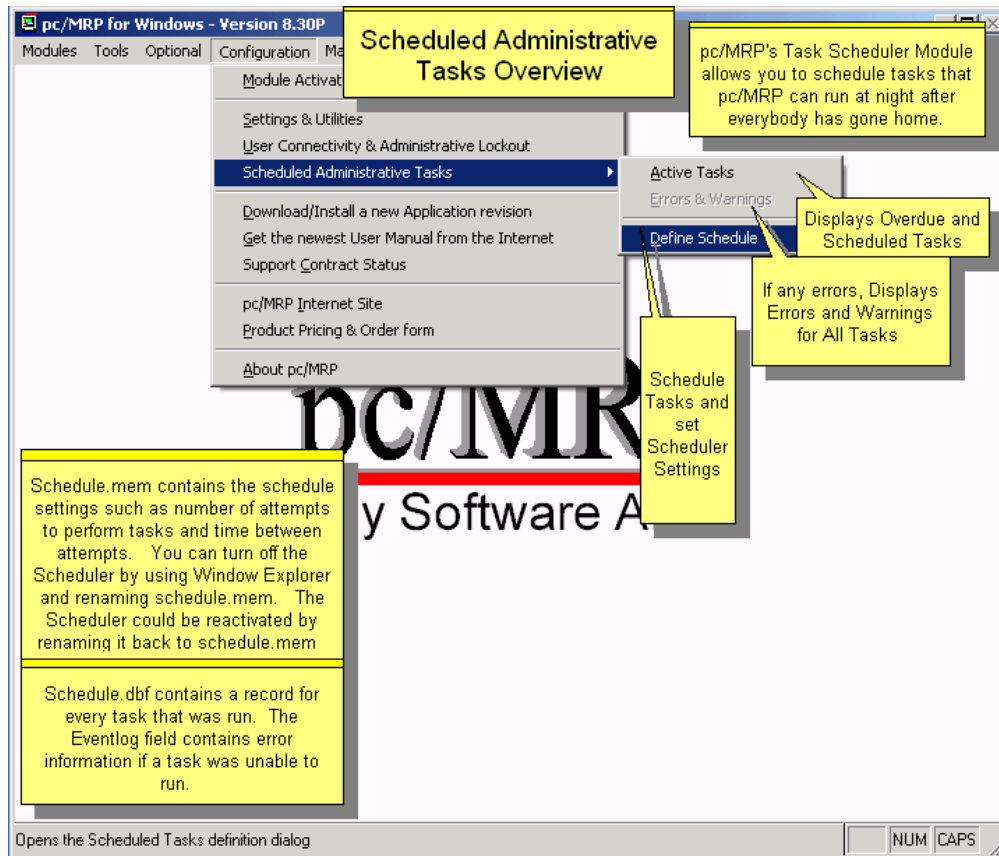 pc/MRP for Windows - Version 8.30P
Modules Tools Optional Configuration Ma
Scheduled Administrative
Tasks Overview
pc/MRP's Task Scheduler Module
allows you to schedule tasks that
pc/MRP can run at night after
everybody has gone home.
Module Activat
Settings & Utilities
User Connectivity & Administrative Lockout
Scheduled Administrative Tasks
Download/Install a new Application revision
Get the newest User Manual from the Internet
Support Contract Status
pc/MRP Internet Site
Product Pricing & Order form
About pc/MRP
Active Tasks
Errors & Warnings
Define Schedule
Displays Overdue and
Scheduled Tasks
If any errors, Displays
Errors and Warnings
for All Tasks
Schedule
Tasks and
set
Scheduler
Settings
pc/MR
y Software A
Schedule.mem contains the schedule
settings such as number of attempts
to perform tasks and time between
attempts. You can turn off the
Scheduler by using Window Explorer
and renaming schedule.mem. The
Scheduler could be reactivated by
renaming it back to schedule.mem
Schedule.dbf contains a record for
every task that was run. The
Eventlog field contains error
information if a task was unable to
run.
Opens the Scheduled Tasks definition dialog
NUM CAPS